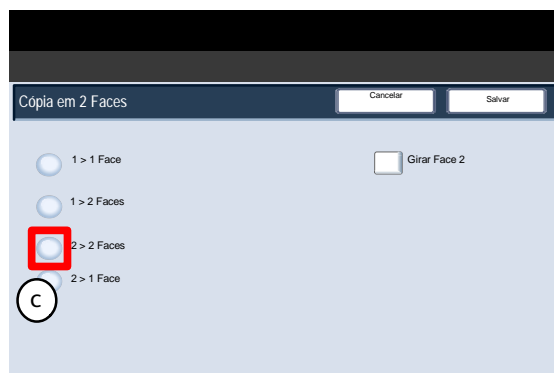 Cópia em 2 Faces
Cancelar
Salvar
1 > 1 Face
Girar Face 2
1 > 2 Faces
2 > 2 Faces
2 > 1 Face
C